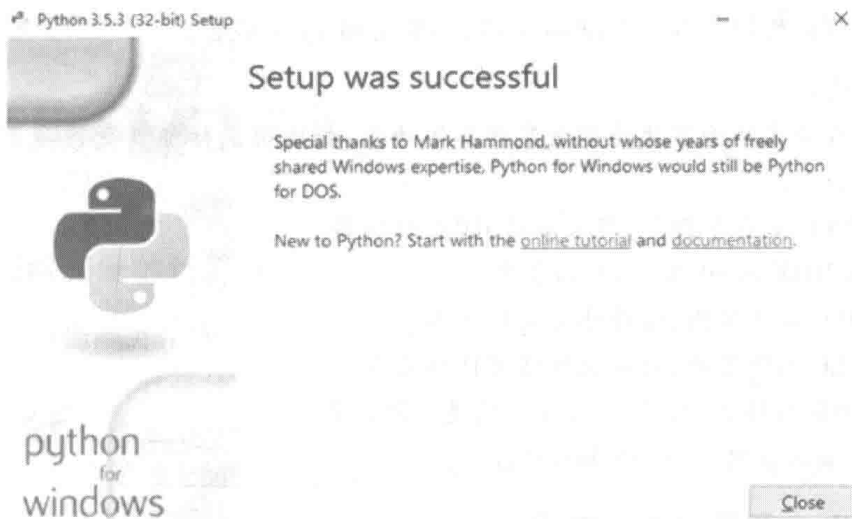 Python 3.5.3 (32-bit) Setup
Setup was successful
Special thanks to Mark Hammond, without whose years of freely
shared Windows expertise, Python for Windows would still be Python
for DOS.
New to Python? Start with the online tutorial and documentation.
python
for
windows
Close